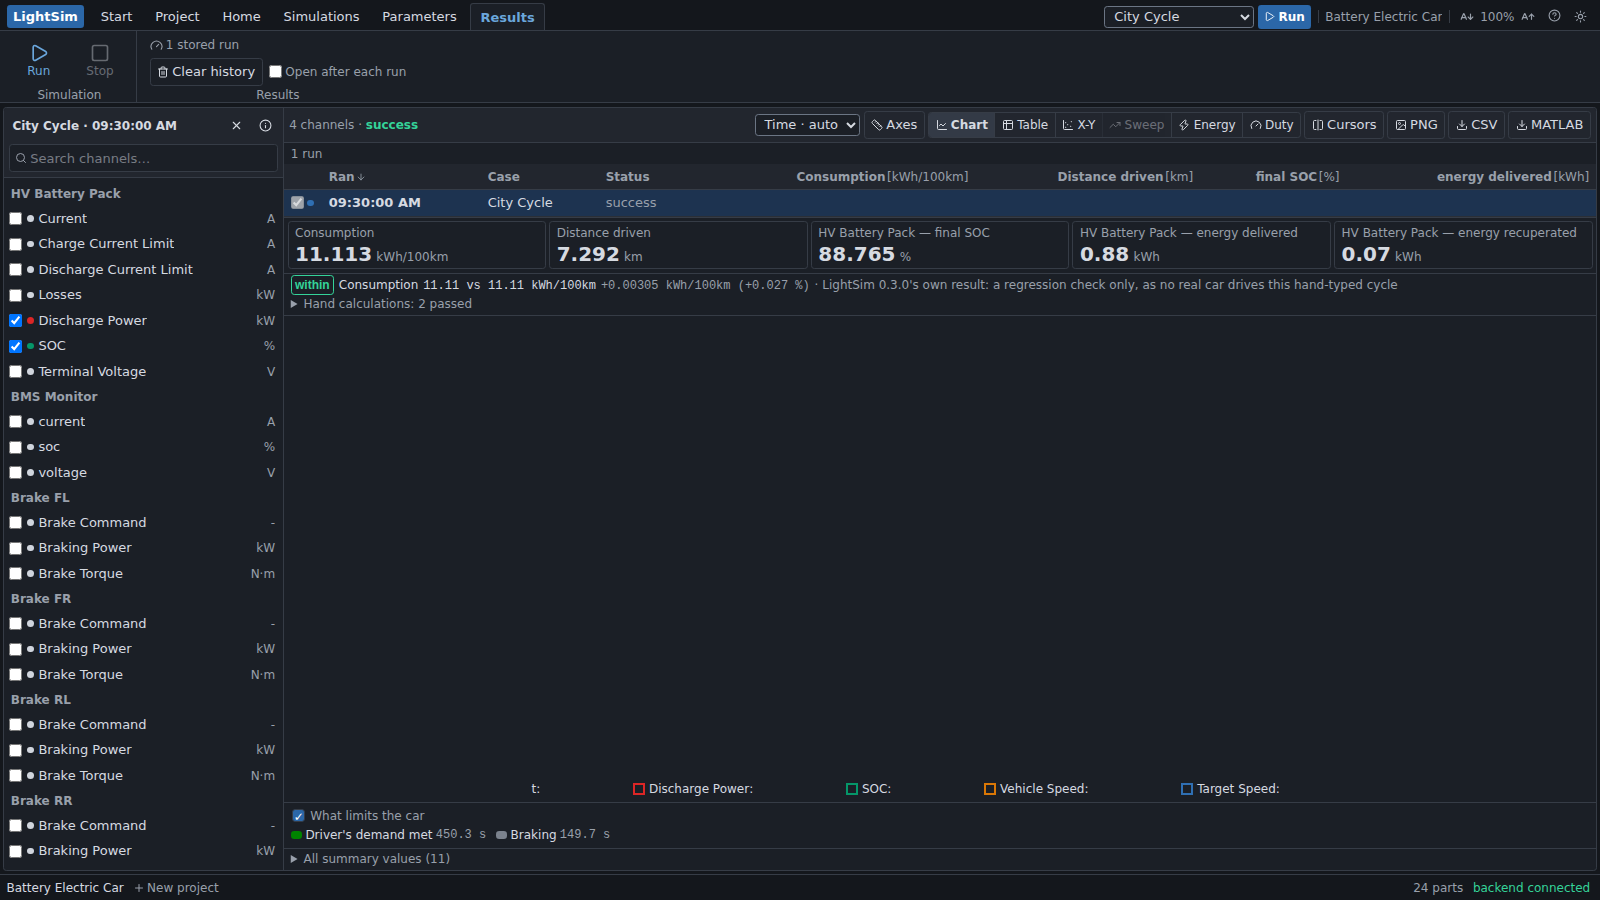 LightSim Start Project Home Simulations Parameters Results City Cycle Run Battery Electric Car A 100% A
Run Stop
Simulation
1 stored run
Clear history Open after each run
Results
City Cycle · 09:30:00 AM
Search channels…
HV Battery Pack
Current A
Charge Current Limit A
Discharge Current Limit A
Losses kW
Discharge Power kW
SOC %
Terminal Voltage V
BMS Monitor
current A
soc %
voltage V
Brake FL
Brake Command -
Braking Power kW
Brake Torque N·m
Brake FR
Brake Command -
Braking Power kW
Brake Torque N·m
Brake RL
Brake Command -
Braking Power kW
Brake Torque N·m
Brake RR
Brake Command -
Braking Power kW
4 channels · success Time · auto Axes Chart Table X-Y Sweep Energy Duty Cursors PNG CSV MATLAB
1 run
Ran ↓ Case Status Consumption [kWh/100km] Distance driven [km] final SOC [%] energy delivered [kWh]
09:30:00 AM City Cycle success
Consumption
11.113 kWh/100km
Distance driven
7.292 km
HV Battery Pack — final SOC
88.765 %
HV Battery Pack — energy delivered
0.88 kWh
HV Battery Pack — energy recuperated
0.07 kWh
within Consumption 11.11 vs 11.11 kWh/100km +0.00305 kWh/100km (+0.027 %) · LightSim 0.3.0's own result: a regression check only, as no real car drives this hand-typed cycle
Hand calculations: 2 passed
t: Discharge Power: SOC: Vehicle Speed: Target Speed:
What limits the car
Driver's demand met 450.3 s Braking 149.7 s
All summary values (11)
Battery Electric Car + New project 24 parts backend connected